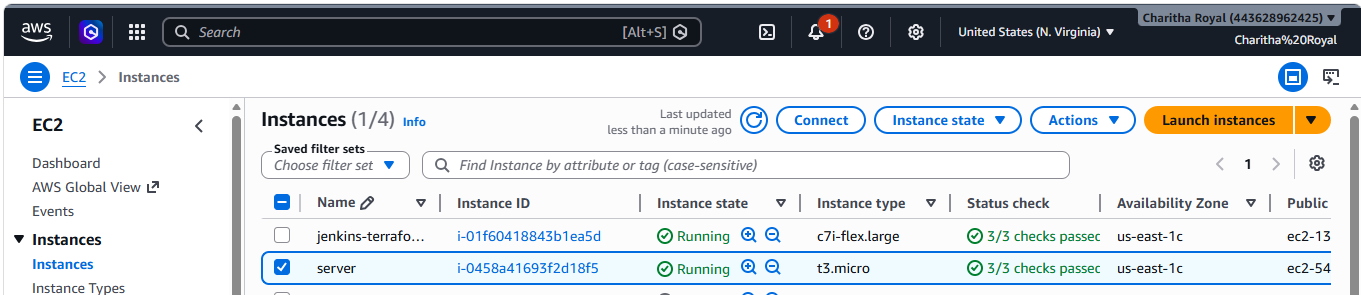 aws
Search [Alt+S]
1
United States (N. Virginia)
Charitha Royal (443628962425)
Charitha%20Royal
EC2 > Instances
EC2
Dashboard
AWS Global View
Events
Instances
Instances
Instance Types
Instances (1/4) Info
Last updated
less than a minute ago
Connect
Instance state
Actions
Launch instances
Saved filter sets
Choose filter set
Find Instance by attribute or tag (case-sensitive)
1
Name Instance ID Instance state Instance type Status check Availability Zone Public
jenkins-terrafo... i-01f60418843b1ea5d Running c7i-flex.large 3/3 checks passec us-east-1c ec2-13
server i-0458a41693f2d18f5 Running t3.micro 3/3 checks passec us-east-1c ec2-54